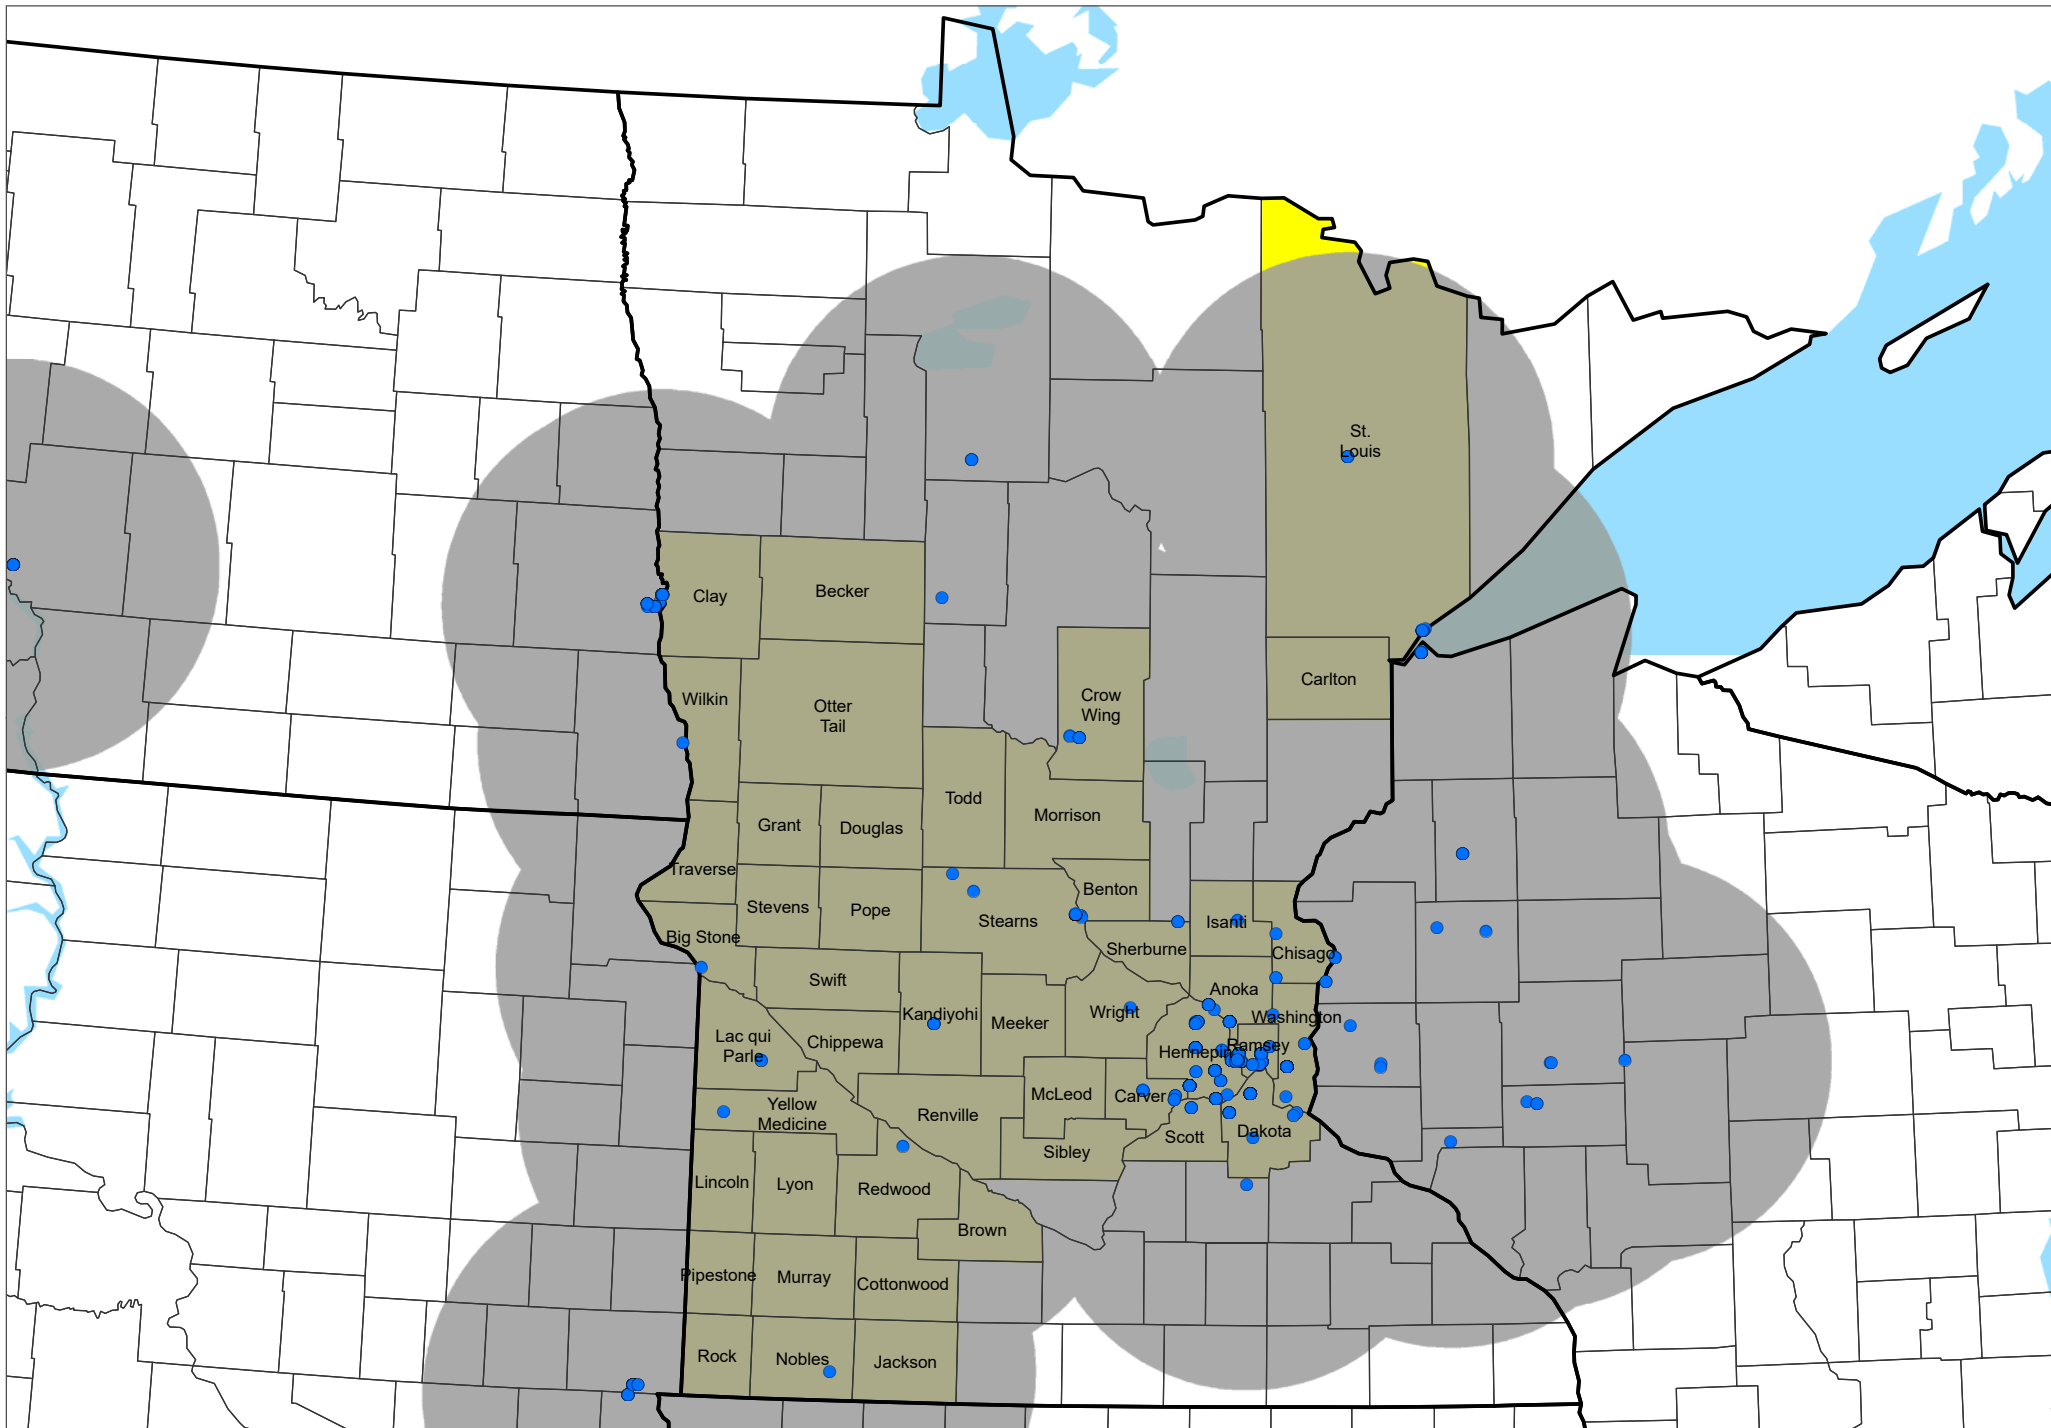 St.
Louis
Clay
Becker
Wilkin
Otter
Tail
Crow
Wing
Carlton
Todd
Morrison
Grant
Douglas
Traverse
Benton
Stevens
Pope
Stearns
Isanti
Big Stone
Sherburne
Chisago
Swift
Anoka
Kandiyohi
Meeker
Wright
Washington
Lac qui
Parle
Chippewa
Hennepin
Ramsey
McLeod
Carver
Yellow
Medicine
Renville
Scott
Dakota
Sibley
Lincoln
Lyon
Redwood
Brown
Pipestone
Murray
Cottonwood
Rock
Nobles
Jackson